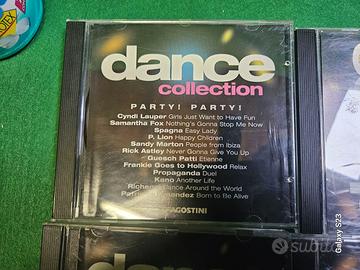 dance
collection
PARTY! PARTY!
Cyndi Lauper Girls Just Want to Have Fun
Samantha Fox Nothing's Gonna Stop Me Now
Spagna Easy Lady
P. Lion Happy Children
Sandy Marton People from Ibiza
Rick Astley Never Gonna Give You Up
Guesch Patti Etienne
Frankie Goes to Hollywood Relax
Propaganda Duel
Kano Another Life
Dance Around the World
Born to Be Alive
AGOSTINI
dance
subito
Galaxy S23